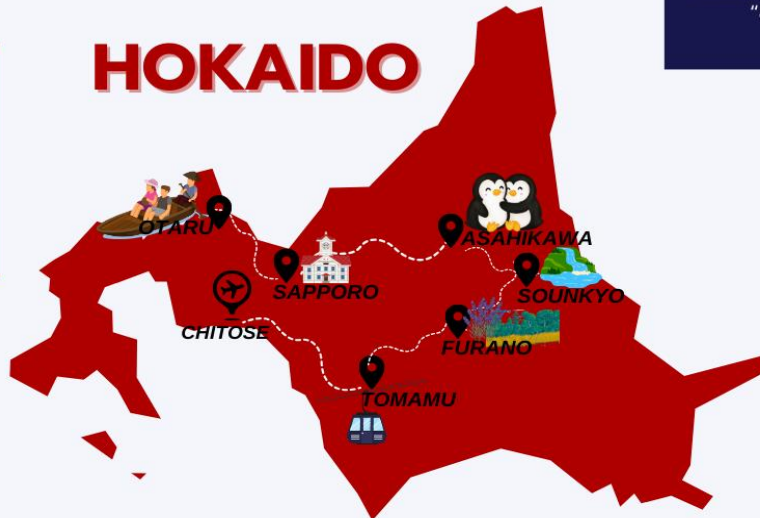 HOKAIDO
OTARU
ASAHIKAWA
SAPPORO
SOUNKYO
CHITOSE
FURANO
TOMAMU